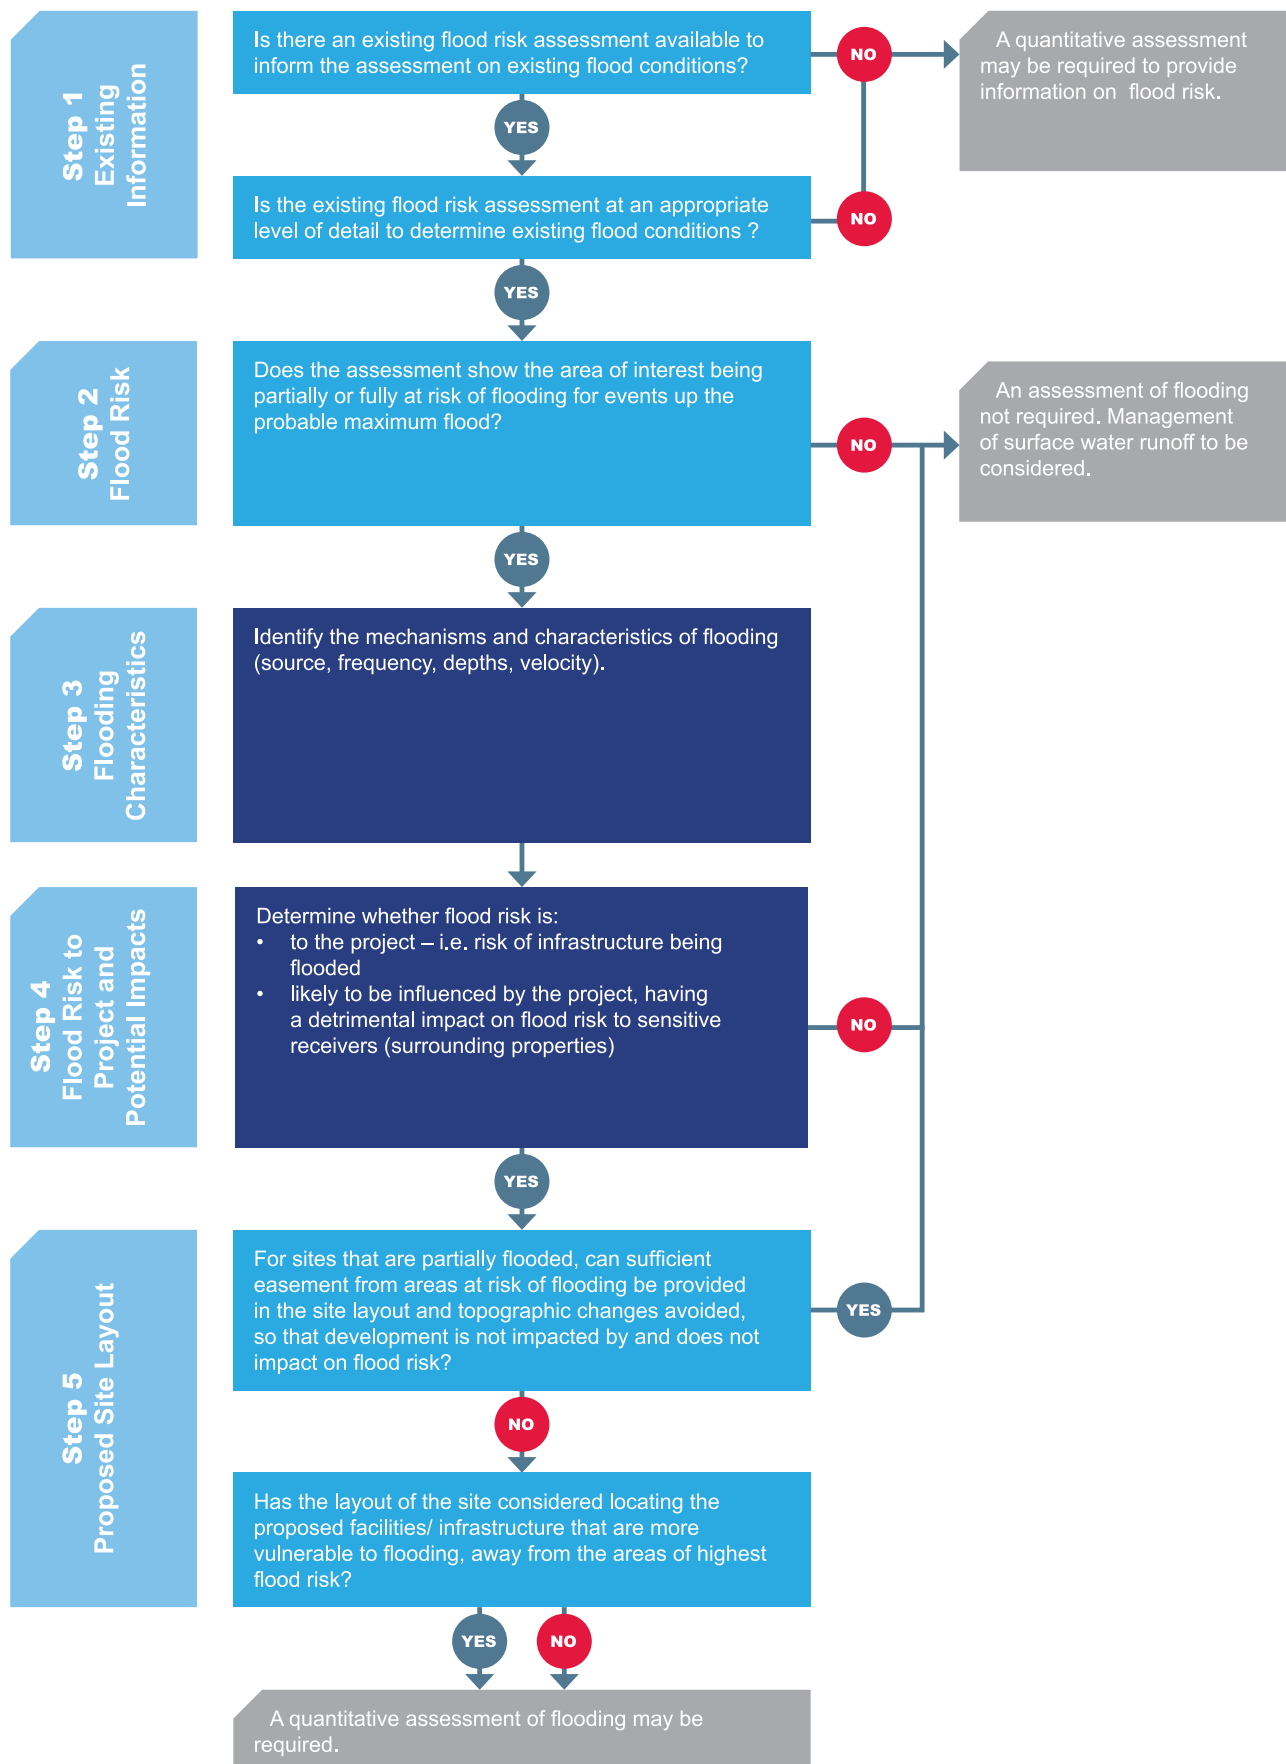 Step 1
Existing
Information
Is there an existing flood risk assessment available to
inform the assessment on existing flood conditions?
NO
A quantitative assessment
may be required to provide
information on flood risk.
YES
Is the existing flood risk assessment at an appropriate
level of detail to determine existing flood conditions ?
NO
YES
Step 2
Flood Risk
Does the assessment show the area of interest being
partially or fully at risk of flooding for events up the
probable maximum flood?
NO
An assessment of flooding
not required. Management
of surface water runoff to be
considered.
YES
Step 3
Flooding
Characteristics
Identify the mechanisms and characteristics of flooding
(source, frequency, depths, velocity).
Step 4
Flood Risk to
Project and
Potential Impacts
Determine whether flood risk is:
• to the project – i.e. risk of infrastructure being
flooded
• likely to be influenced by the project, having
a detrimental impact on flood risk to sensitive
receivers (surrounding properties)
NO
YES
Step 5
Proposed Site Layout
For sites that are partially flooded, can sufficient
easement from areas at risk of flooding be provided
in the site layout and topographic changes avoided,
so that development is not impacted by and does not
impact on flood risk?
YES
NO
Has the layout of the site considered locating the
proposed facilities/ infrastructure that are more
vulnerable to flooding, away from the areas of highest
flood risk?
YES
NO
A quantitative assessment of flooding may be
required.